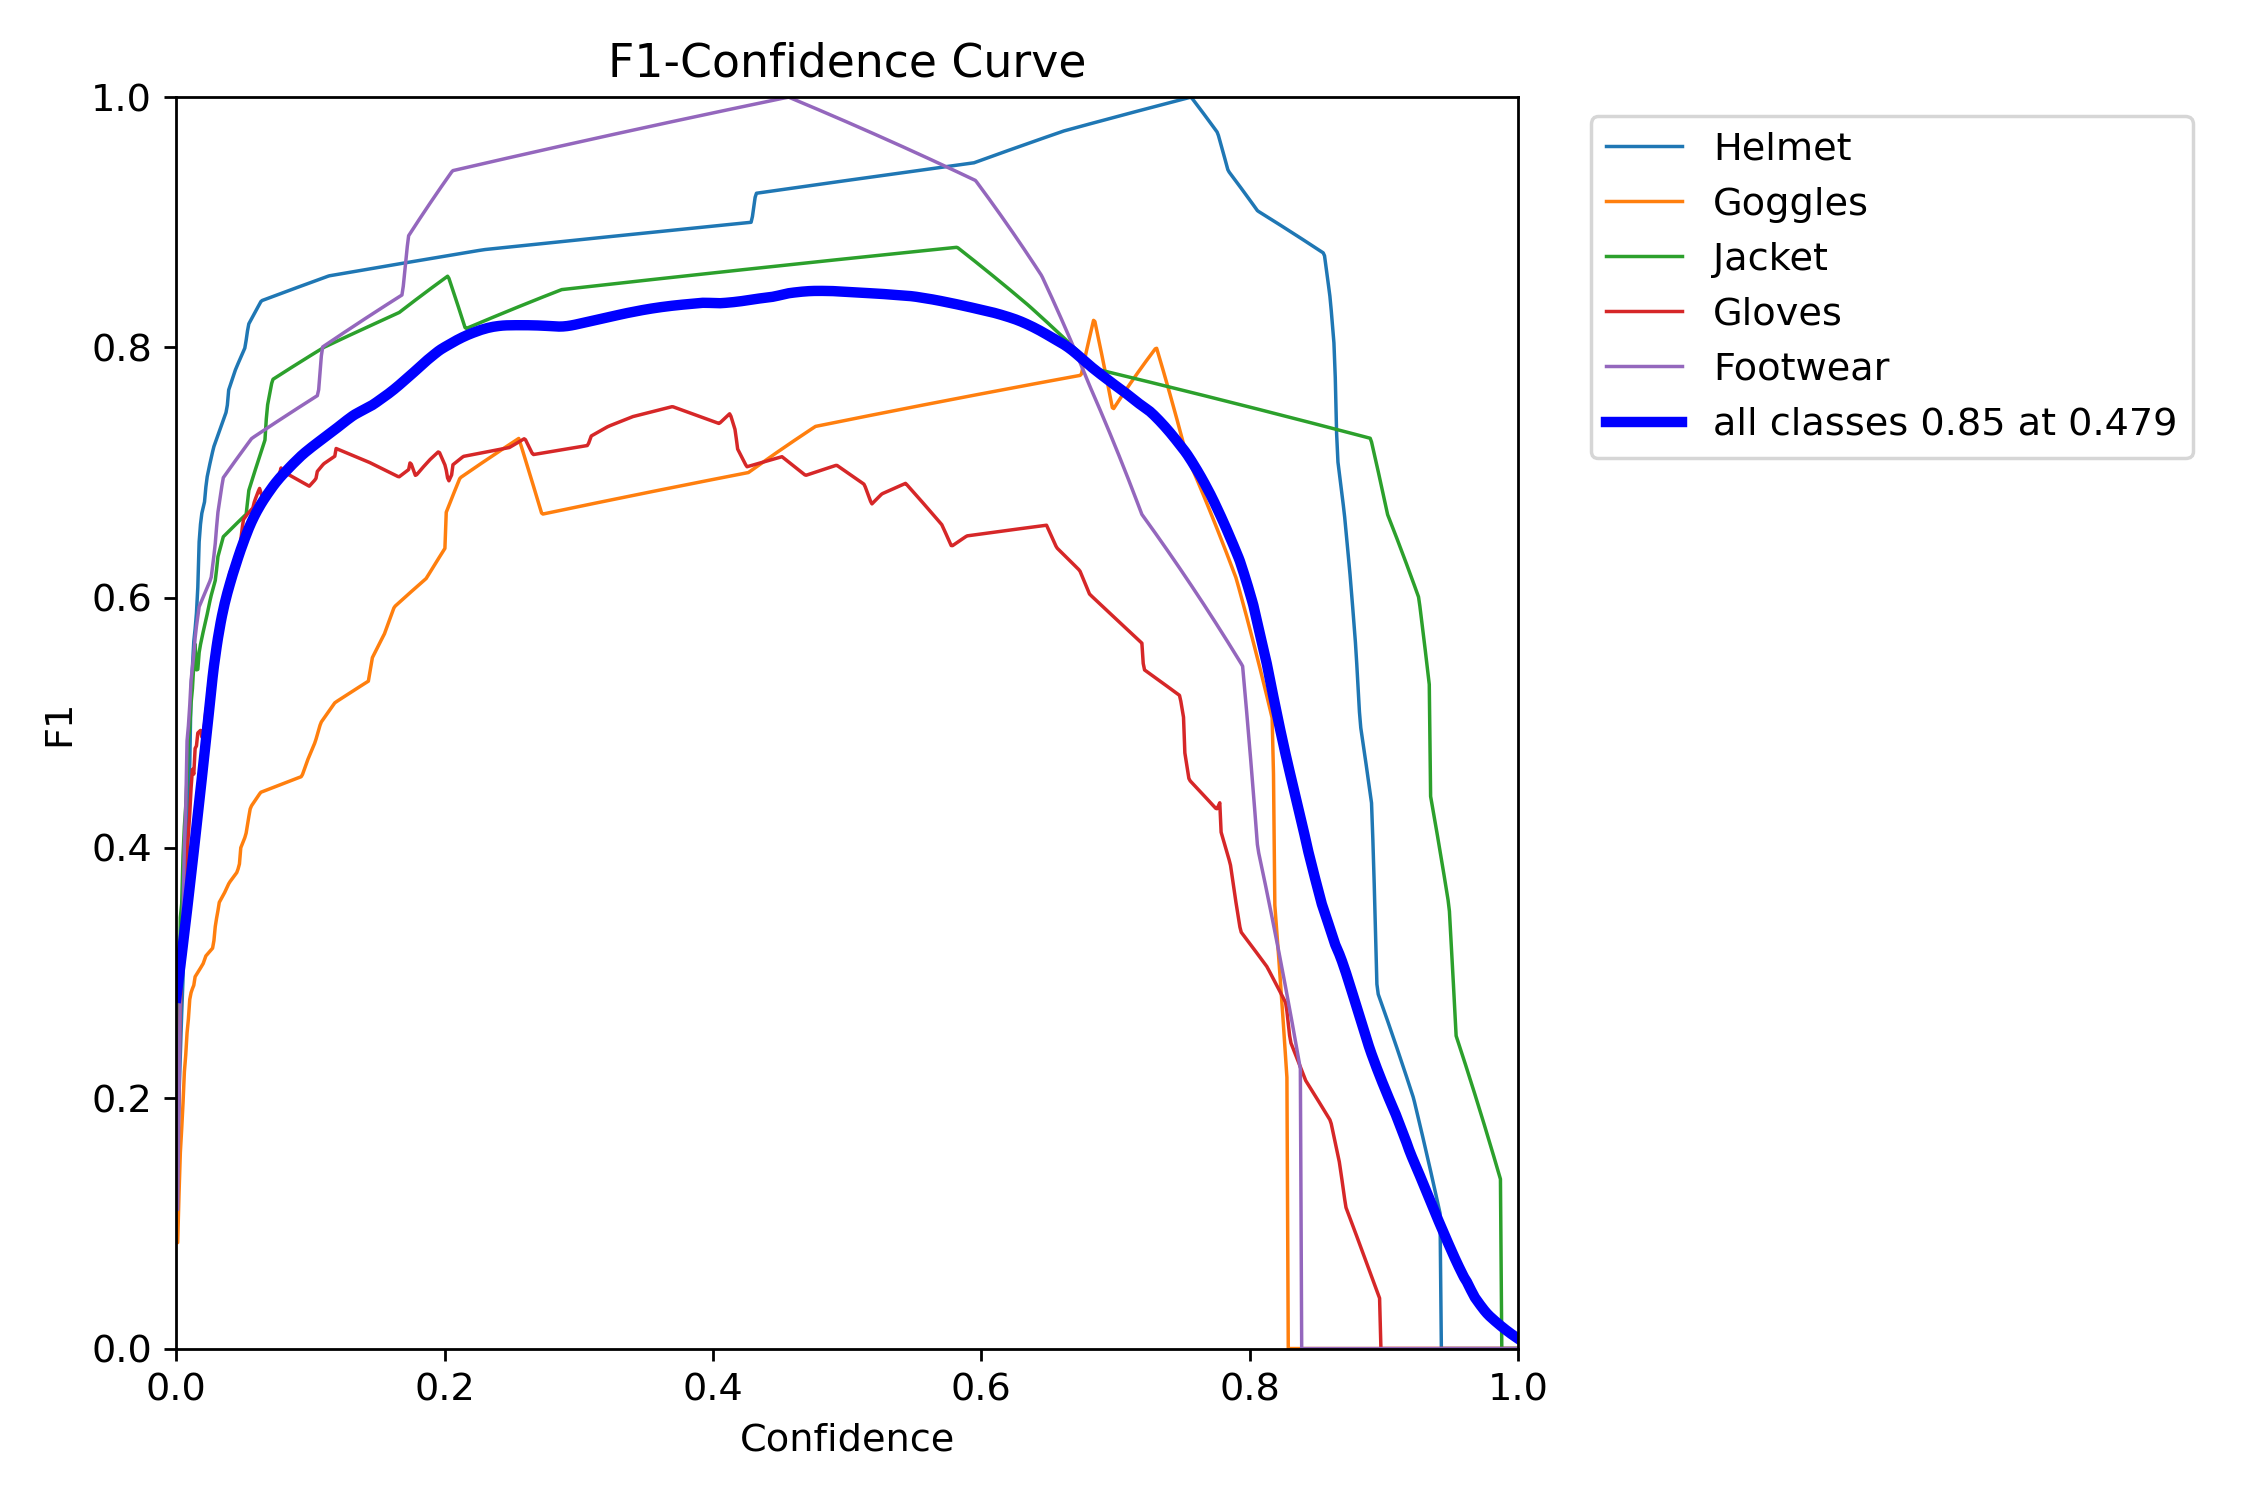 F1-Confidence Curve
1.0
0.8
0.6
0.4
0.2
0.0
F1
0.0 0.2 0.4 0.6 0.8 1.0
Confidence
Helmet
Goggles
Jacket
Gloves
Footwear
all classes 0.85 at 0.479